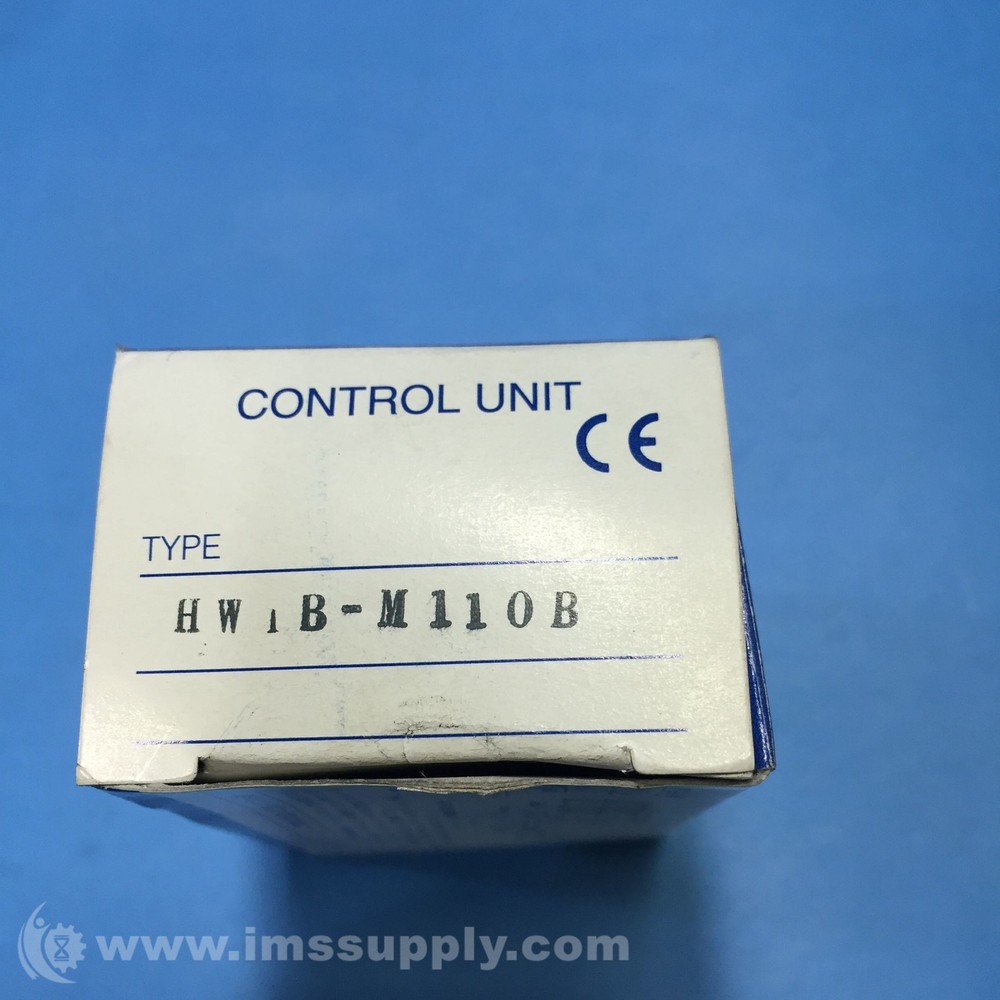 CONTROL UNIT
CE
TYPE
HW1B-M110B
www.imssupply.com